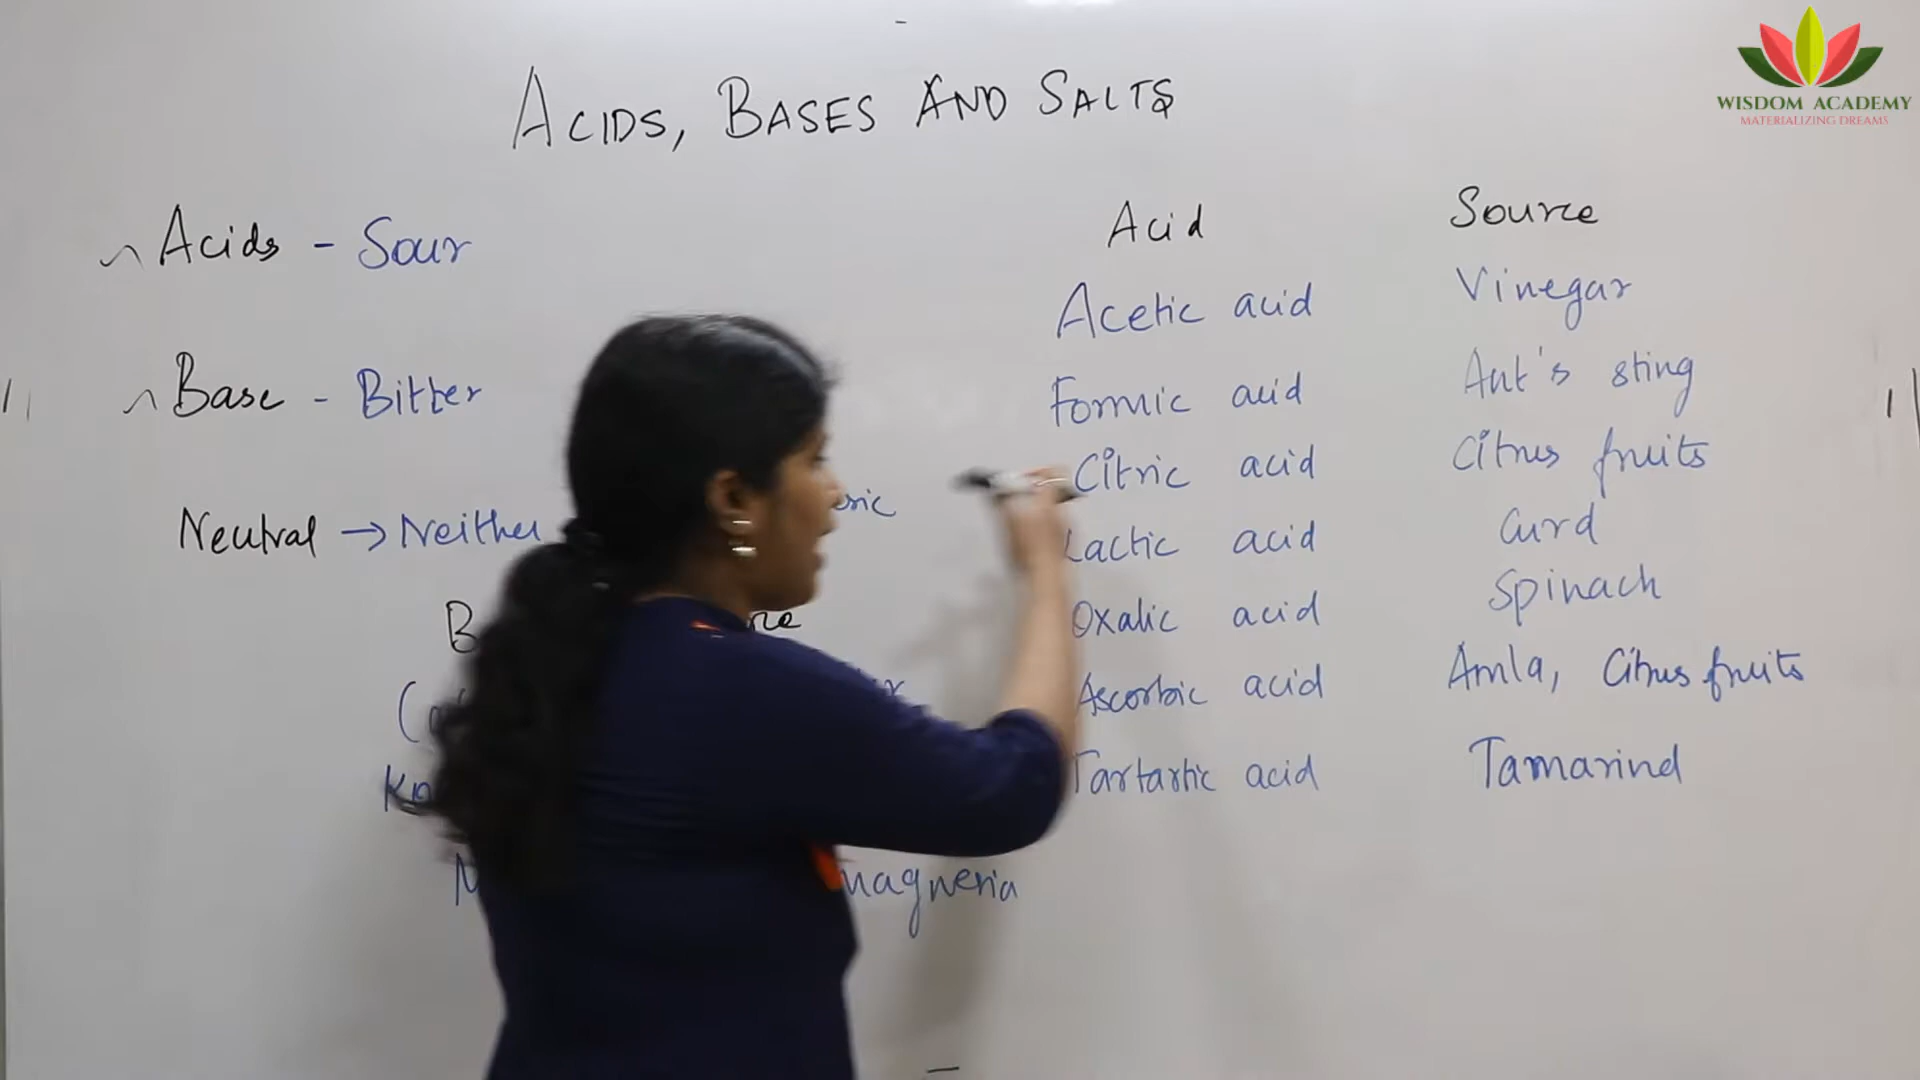 ACIDS, BASES AND SALTS
WISDOM ACADEMY
MATERIALIZING DREAMS
Acids - Sour
Base - Bitter
Neutral → Neither
Acid Source
Acetic acid Vinegar
Formic acid Ant's sting
Citric acid Citrus fruits
Lactic acid Curd
Oxalic acid Spinach
Ascorbic acid Amla, Citrus fruits
Tartartic acid Tamarind
magnesia